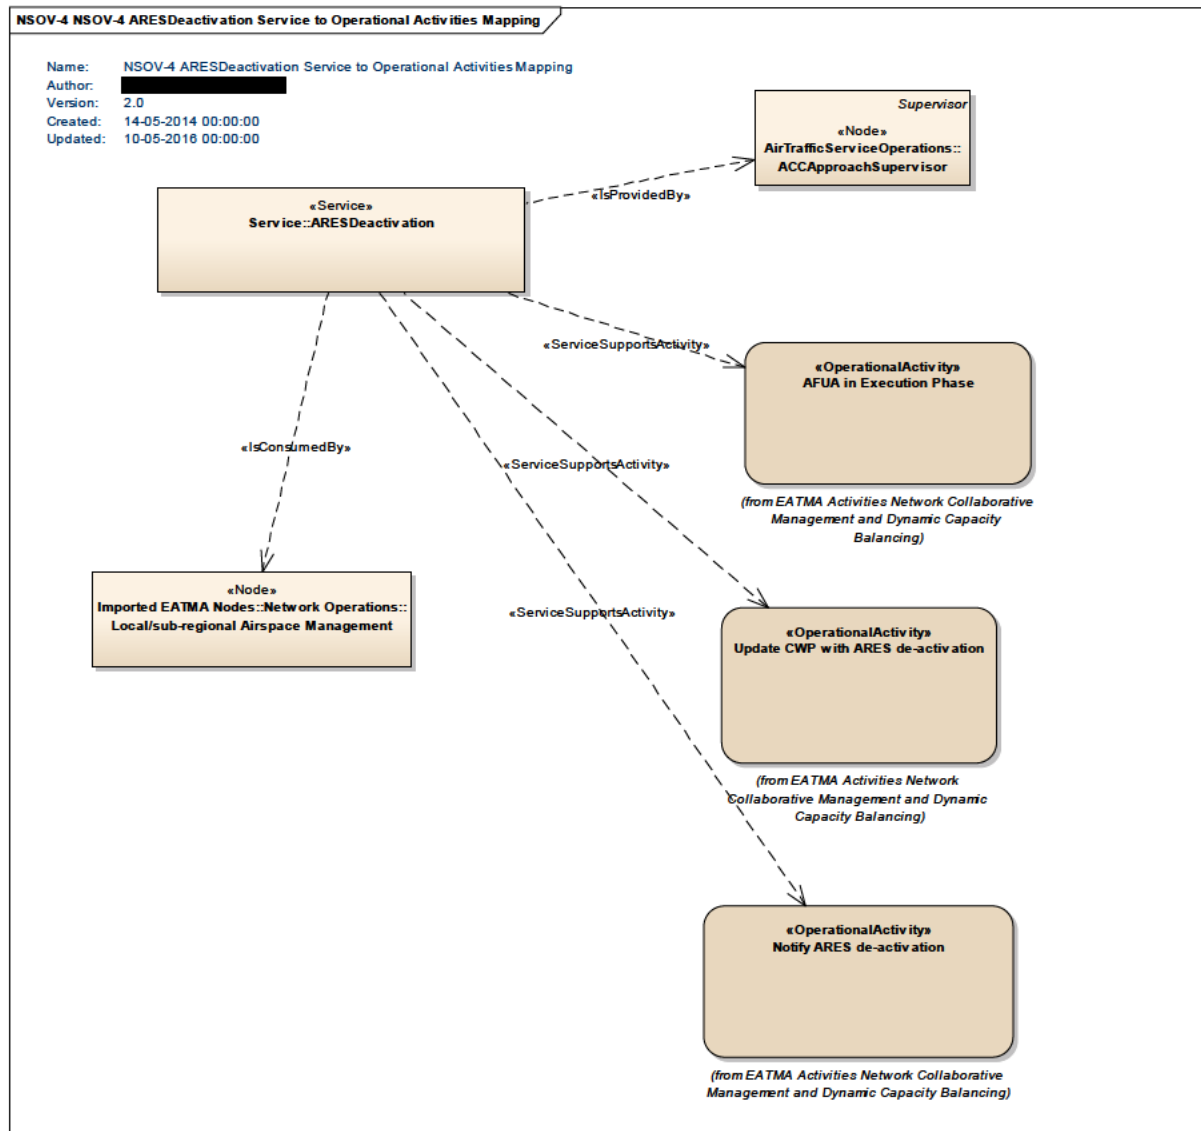 NSOV-4 NSOV-4 ARESDeactivation Service to Operational Activities Mapping
Name: NSOV-4 ARESDeactivation Service to Operational Activities Mapping
Author:
Version: 2.0
Created: 14-05-2014 00:00:00
Updated: 10-05-2016 00:00:00
Supervisor
«Node»
AirTrafficServiceOperations::
ACCApproachSupervisor
«IsProvidedBy»
«Service»
Service::ARESDeactivation
«ServiceSupportsActivity»
«OperationalActivity»
AFUA in Execution Phase
(from EATMA Activities Network Collaborative
Management and Dynamic Capacity
Balancing)
«IsConsumedBy»
«ServiceSupportsActivity»
«Node»
Imported EATMA Nodes::Network Operations::
Local/sub-regional Airspace Management
«ServiceSupportsActivity»
«OperationalActivity»
Update CWP with ARES de-activation
(from EATMA Activities Network
Collaborative Management and Dynamic
Capacity Balancing)
«OperationalActivity»
Notify ARES de-activation
(from EATMA Activities Network Collaborative
Management and Dynamic Capacity Balancing)